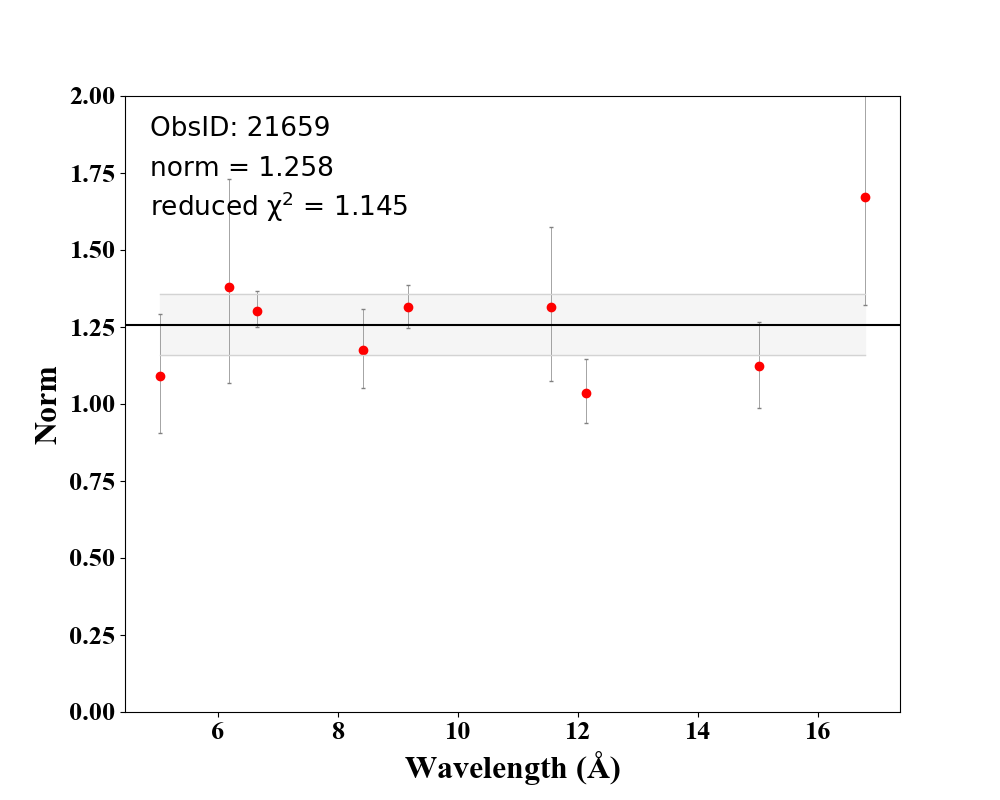 ObsID: 21659
norm = 1.258
reduced χ² = 1.145
2.00
1.75
1.50
1.25
1.00
0.75
0.50
0.25
0.00
Norm
6 8 10 12 14 16
Wavelength (Å)